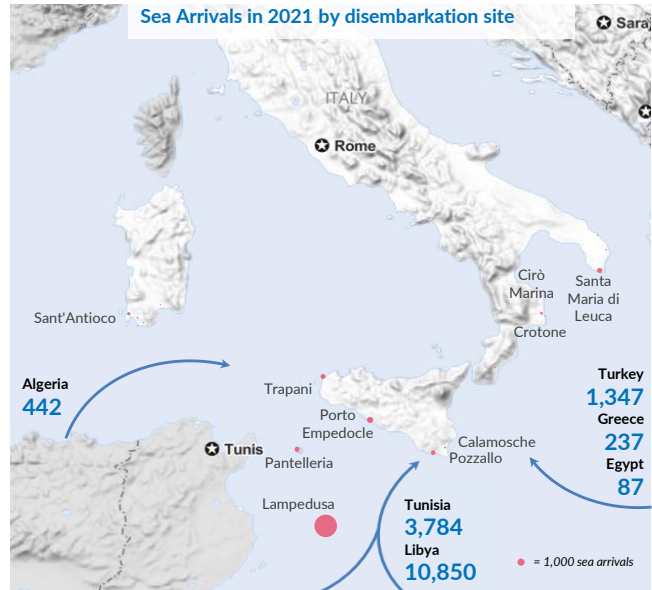 Sea Arrivals in 2021 by disembarkation site
ITALY
Rome
Sant'Antioco
Cirò
Marina
Santa
Maria di
Leuca
Crotone
Algeria
442
Trapani
Porto
Empedocle
Turkey
1,347
Greece
237
Egypt
87
Tunis
Pantelleria
Calamosche
Pozzallo
Lampedusa
Tunisia
3,784
Libya
10,850
= 1,000 sea arrivals